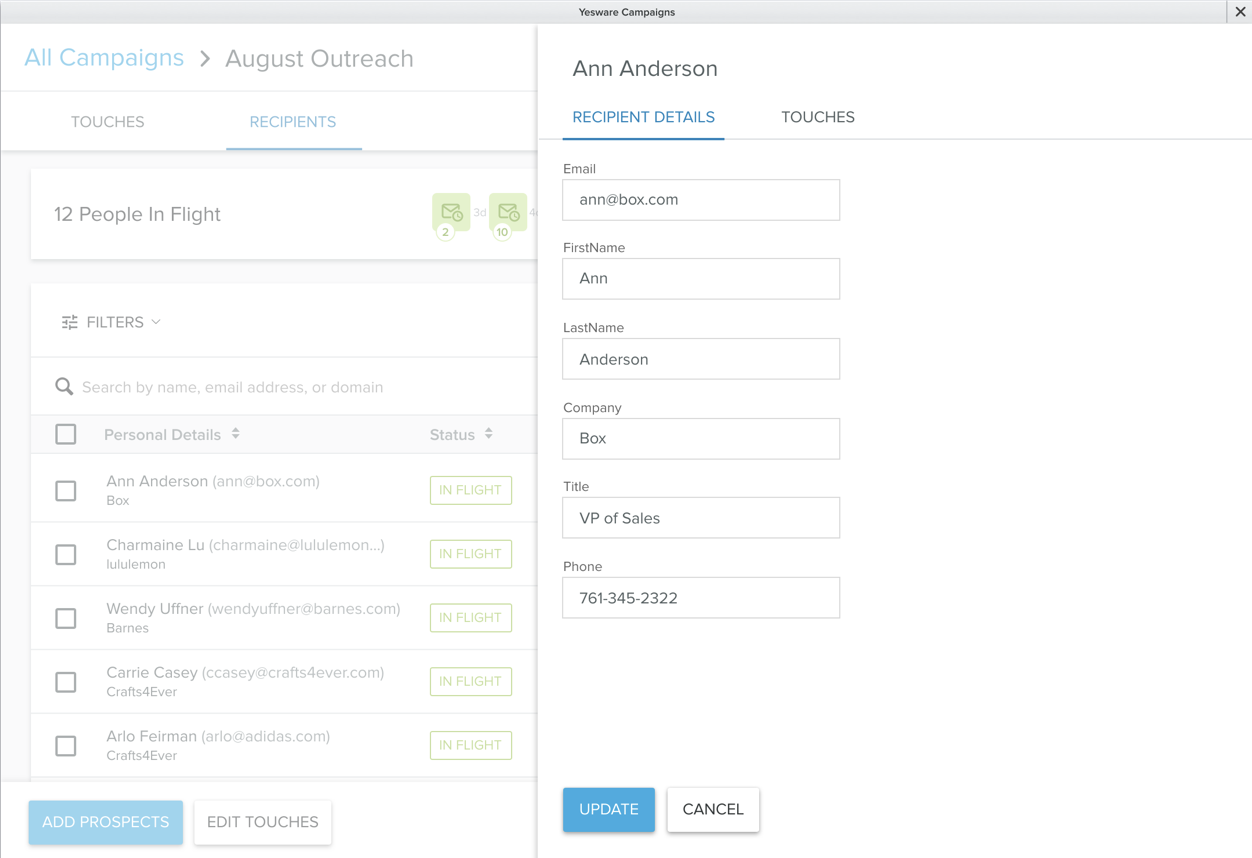 Yesware Campaigns
All Campaigns > August Outreach
TOUCHES RECIPIENTS
12 People In Flight
2 3d 10
FILTERS
Search by name, email address, or domain
Personal Details Status
Ann Anderson (ann@box.com) IN FLIGHT
Box
Charmaine Lu (charmaine@lululemon...) IN FLIGHT
lululemon
Wendy Uffner (wendyuffner@barnes.com) IN FLIGHT
Barnes
Carrie Casey (ccasey@crafts4ever.com) IN FLIGHT
Crafts4Ever
Arlo Feirman (arlo@adidas.com) IN FLIGHT
Crafts4Ever
ADD PROSPECTS EDIT TOUCHES
Ann Anderson
RECIPIENT DETAILS TOUCHES
Email
ann@box.com
FirstName
Ann
LastName
Anderson
Company
Box
Title
VP of Sales
Phone
761-345-2322
UPDATE CANCEL